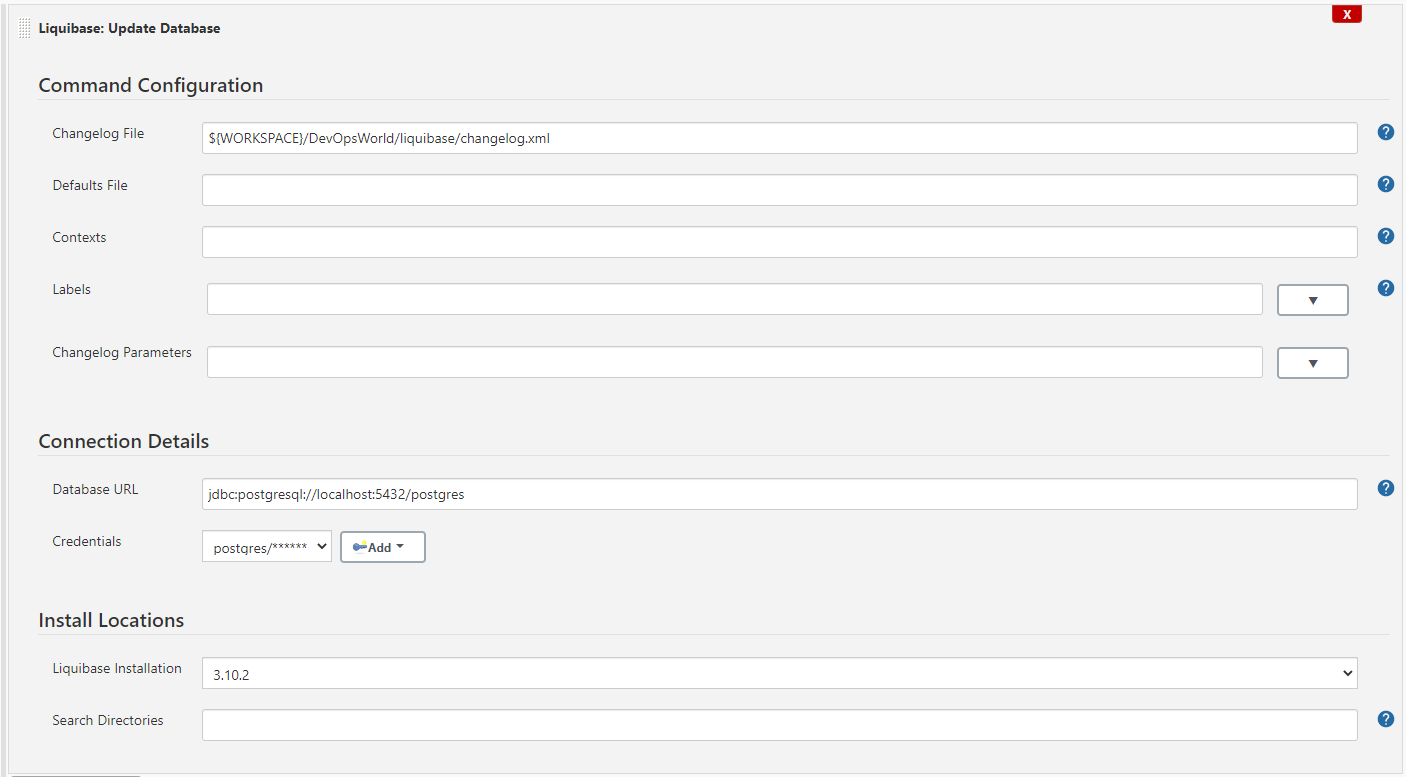 X
Liquibase: Update Database
Command Configuration
Changelog File
${WORKSPACE}/DevOpsWorld/liquibase/changelog.xml
?
Defaults File
?
Contexts
?
Labels
?
Changelog Parameters
Connection Details
Database URL
jdbc:postgresql://localhost:5432/postgres
?
Credentials
postgres/******
Add
Install Locations
Liquibase Installation
3.10.2
Search Directories
?